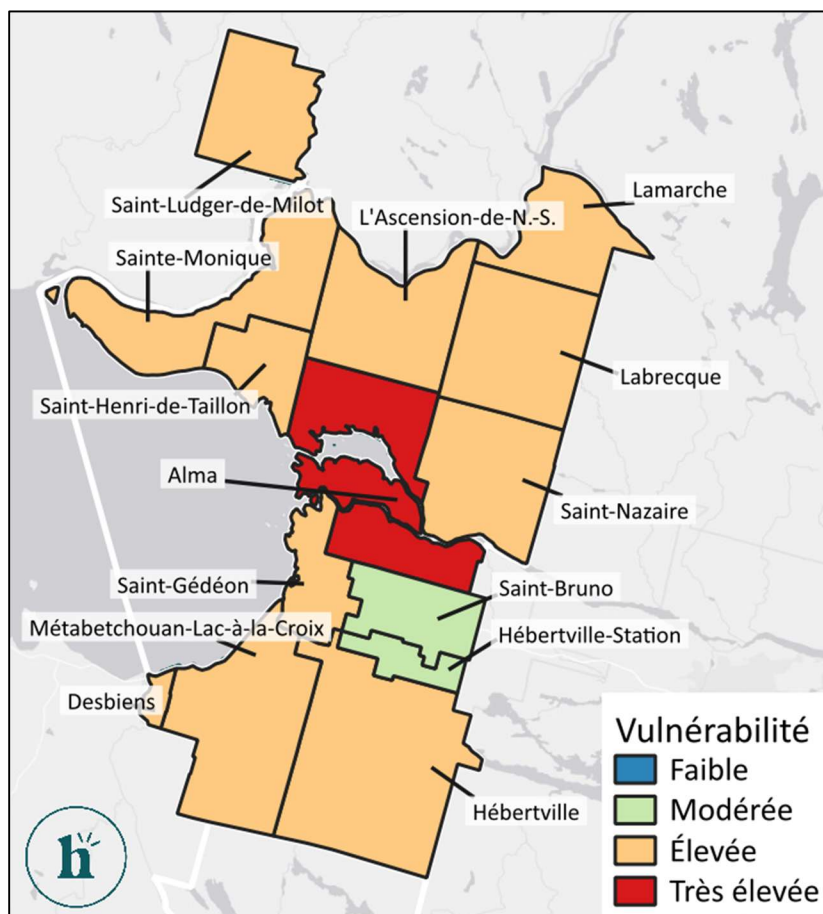 Lamarche
Saint-Ludger-de-Milot
L'Ascension-de-N.-S.
Sainte-Monique
Labrecque
Saint-Henri-de-Taillon
Alma
Saint-Nazaire
Saint-Gédéon
Saint-Bruno
Métabetchouan-Lac-à-la-Croix
Hébertville-Station
Desbiens
Hébertville
Vulnérabilité
Faible
Modérée
Élevée
Très élevée
h